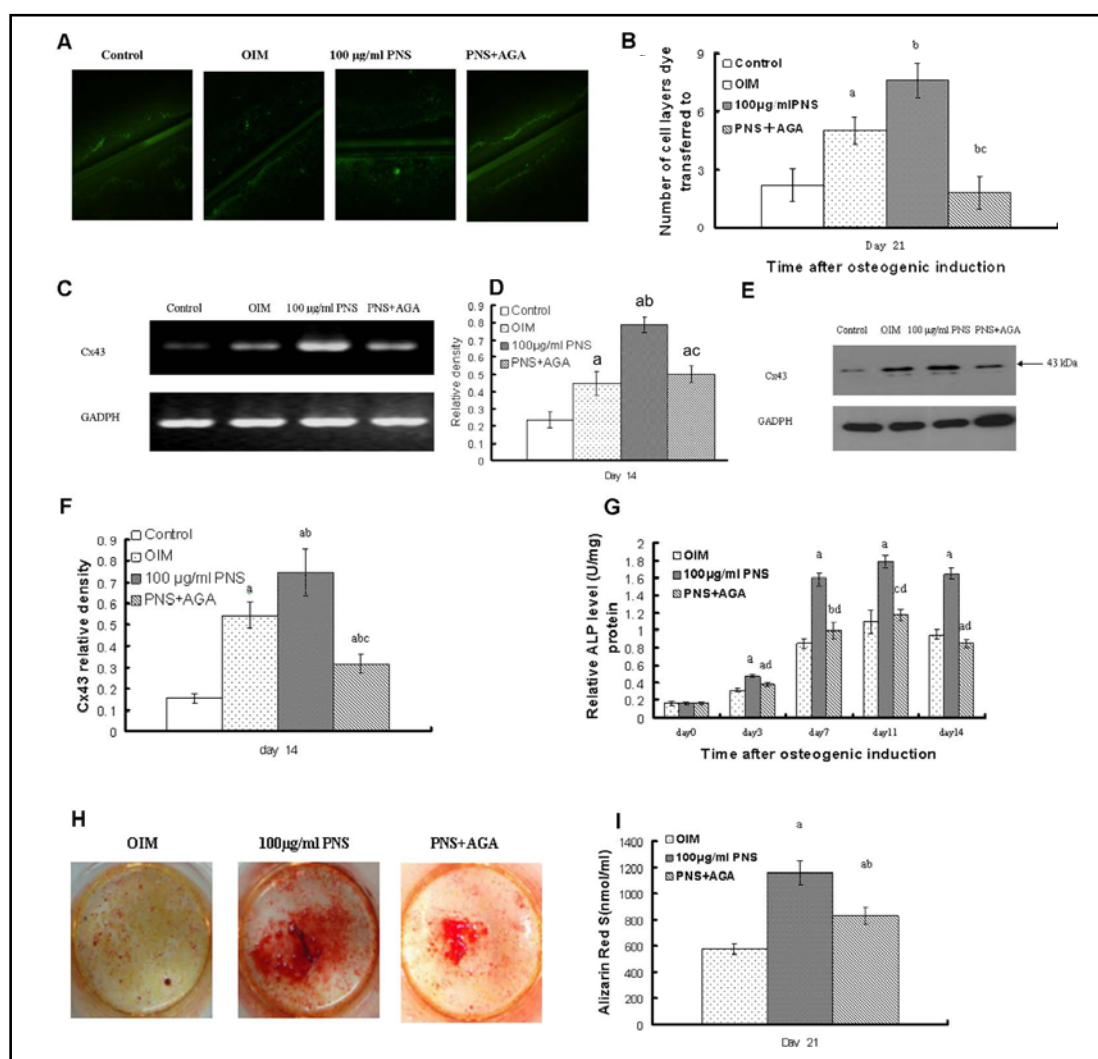 A
Control OIM 100 µg/ml PNS PNS+AGA
B
Number of cell layers dye
transferred to
9
6
3
0
Control
OIM
100µg/mlPNS
PNS+AGA
a
b
bc
Day 21
Time after osteogenic induction
C
Control OIM 100 µg/ml PNS PNS+AGA
Cx43
GADPH
D
Relative density
0.9
0.8
0.7
0.6
0.5
0.4
0.3
0.2
0.1
0
Control
OIM
100µg/ml PNS
PNS+AGA
a
ab
ac
Day 14
E
Control OIM 100 µg/ml PNS PNS+AGA
Cx43
43 kDa
GADPH
F
Cx43 relative density
0.9
0.8
0.7
0.6
0.5
0.4
0.3
0.2
0.1
0
Control
OIM
100 µg/ml PNS
PNS+AGA
a
ab
abc
day 14
G
Relative ALP level (U/mg)
protein
2
1.8
1.6
1.4
1.2
1
0.8
0.6
0.4
0.2
0
OIM
100µg/ml PNS
PNS+AGA
a ad
a bd
a cd
a ad
day0 day3 day7 day11 day14
Time after osteogenic induction
H
OIM 100µg/ml PNS PNS+AGA
I
Alizarin Red S(nmol/ml)
1400
1200
1000
800
600
400
200
0
OIM
100µg/ml PNS
PNS+AGA
a
ab
Day 21